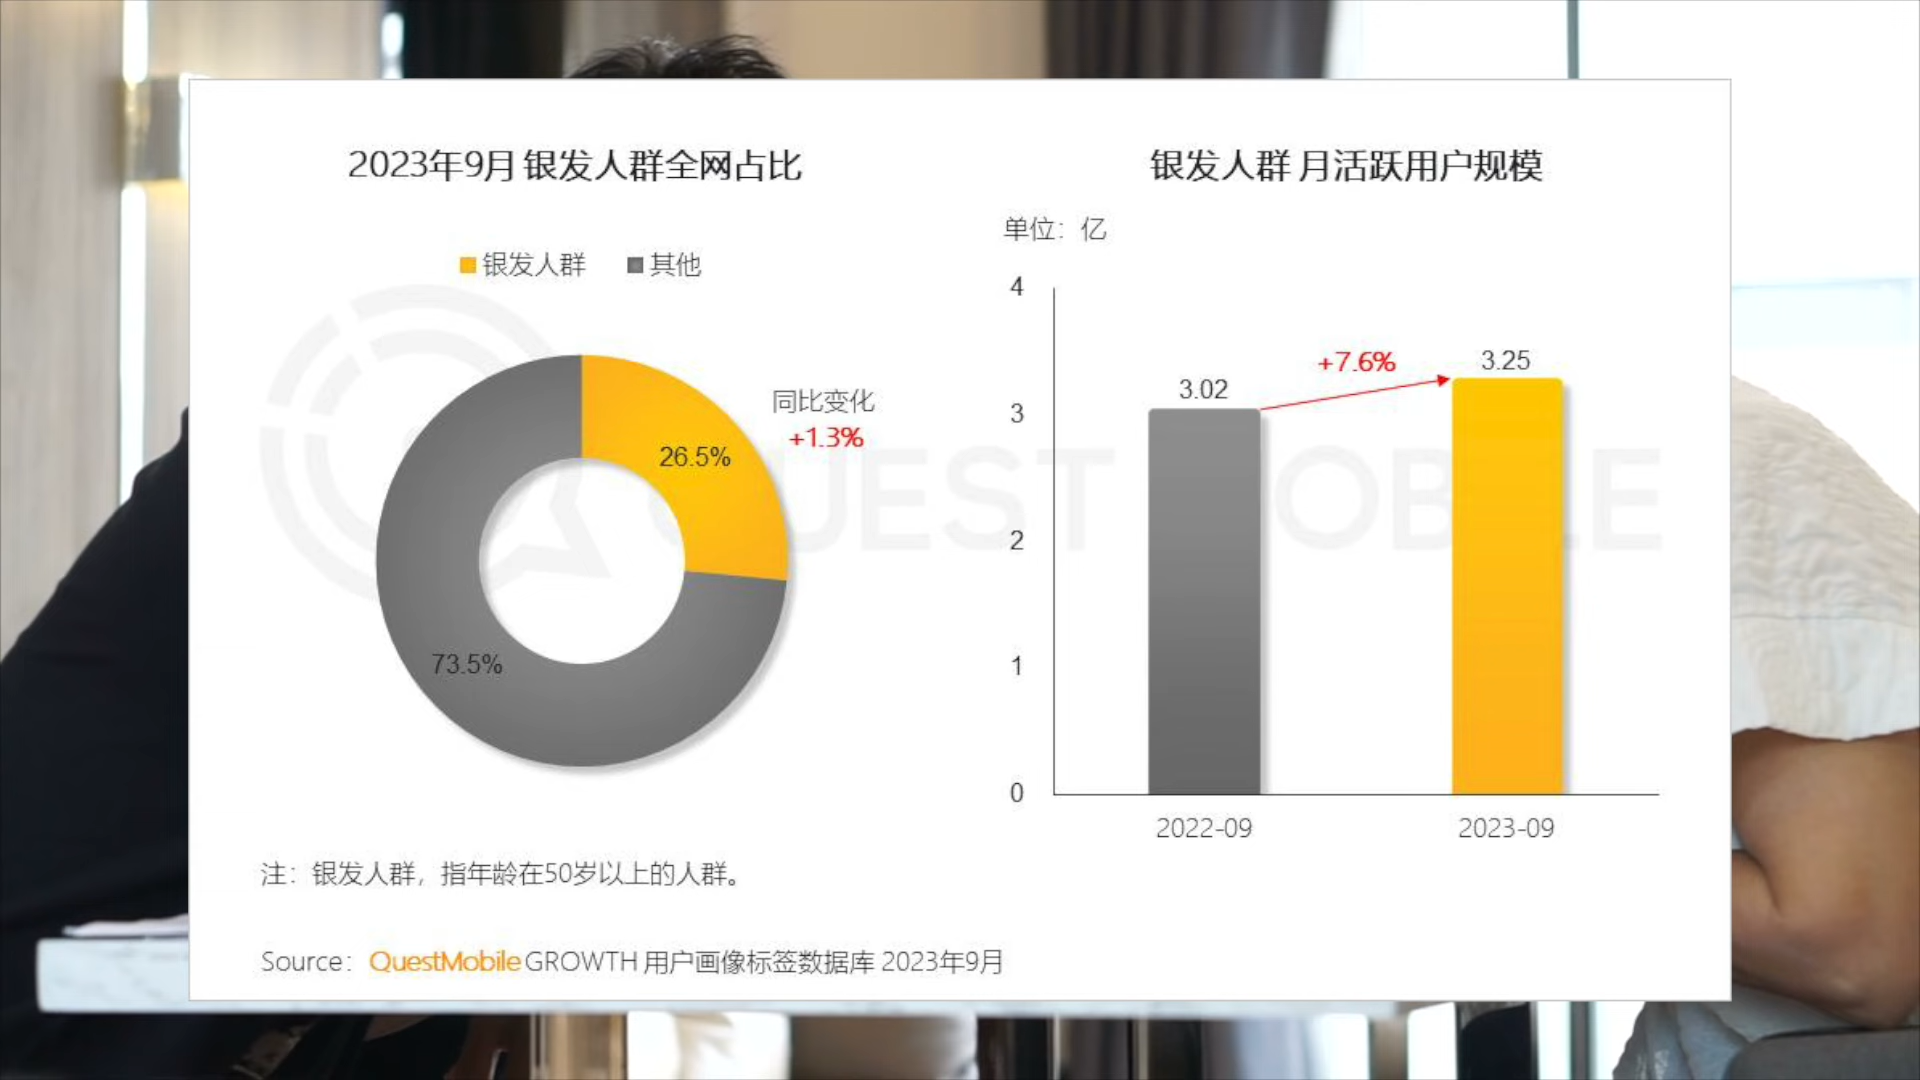 2023年9月 银发人群全网占比
银发人群 其他
同比变化
+1.3%
26.5%
73.5%
银发人群 月活跃用户规模
单位：亿
4
3
2
1
0
3.02
+7.6%
3.25
2022-09
2023-09
QUEST MOBILE
注：银发人群，指年龄在50岁以上的人群。
Source：QuestMobile GROWTH 用户画像标签数据库 2023年9月